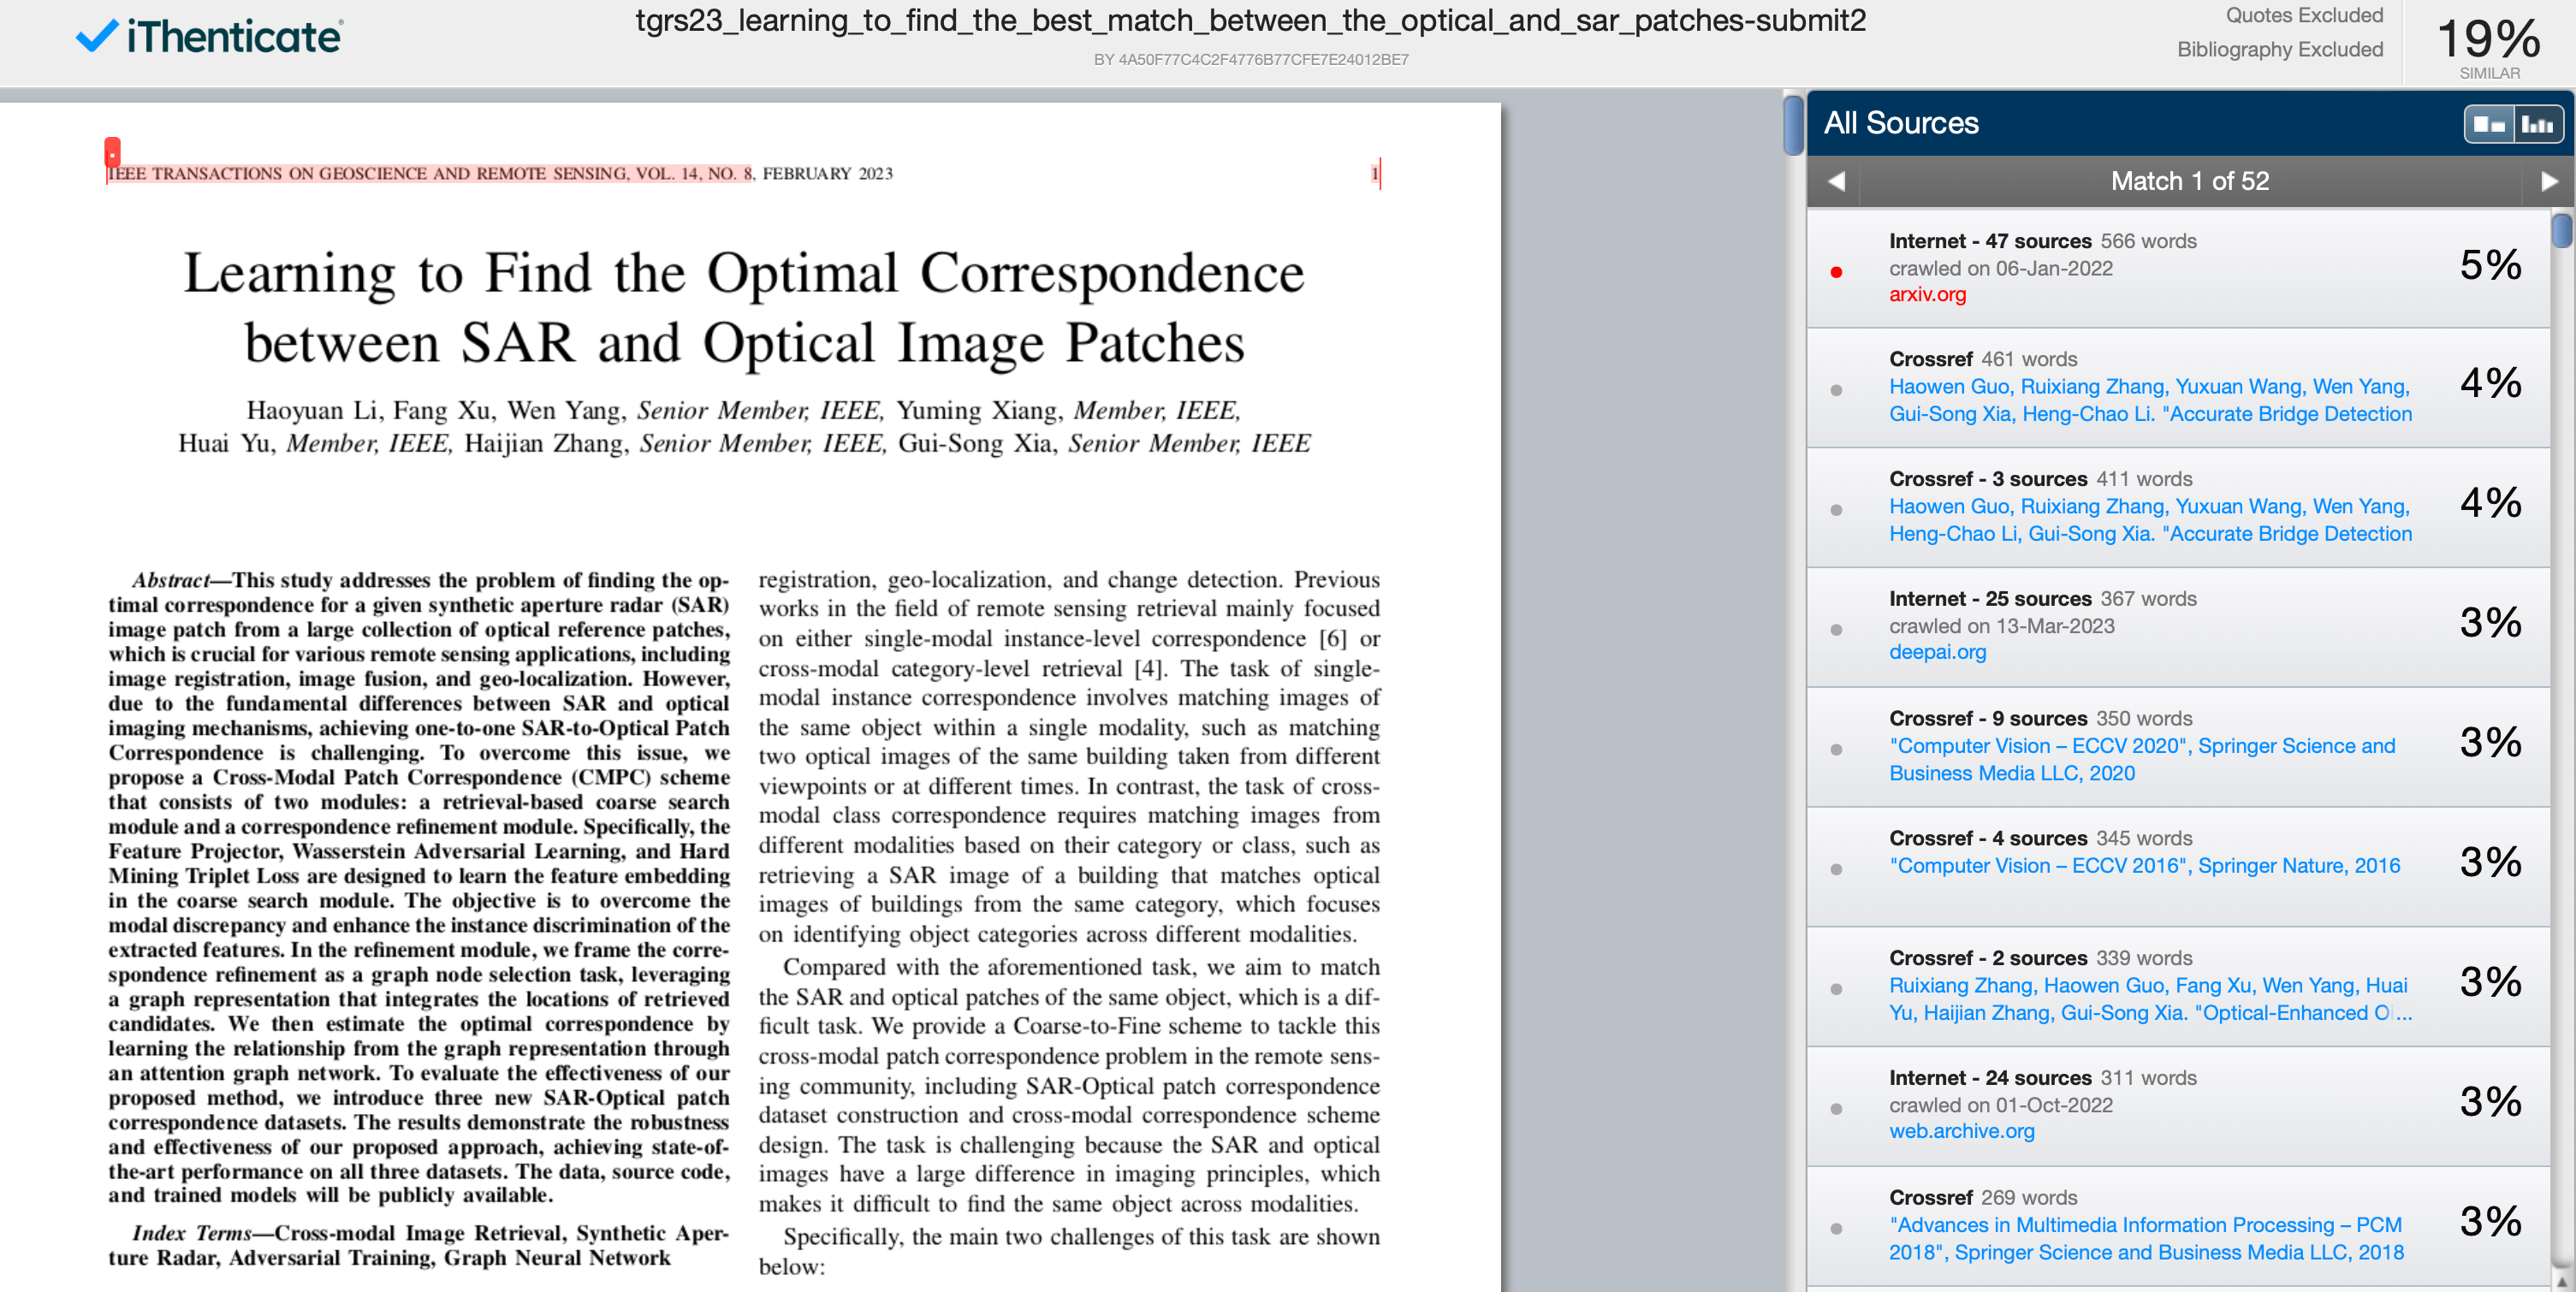 iThenticate®
tgrs23_learning_to_find_the_best_match_between_the_optical_and_sar_patches-submit2
BY 4A50F77C4C2F4776B77CFE7E24012BE7
Quotes Excluded
Bibliography Excluded
19%
SIMILAR
IEEE TRANSACTIONS ON GEOSCIENCE AND REMOTE SENSING, VOL. 14, NO. 8, FEBRUARY 2023
1
Learning to Find the Optimal Correspondence
between SAR and Optical Image Patches
Haoyuan Li, Fang Xu, Wen Yang, Senior Member, IEEE, Yuming Xiang, Member, IEEE,
Huai Yu, Member, IEEE, Haijian Zhang, Senior Member, IEEE, Gui-Song Xia, Senior Member, IEEE
Abstract—This study addresses the problem of finding the op-
timal correspondence for a given synthetic aperture radar (SAR)
image patch from a large collection of optical reference patches,
which is crucial for various remote sensing applications, including
image registration, image fusion, and geo-localization. However,
due to the fundamental differences between SAR and optical
imaging mechanisms, achieving one-to-one SAR-to-Optical Patch
Correspondence is challenging. To overcome this issue, we
propose a Cross-Modal Patch Correspondence (CMPC) scheme
that consists of two modules: a retrieval-based coarse search
module and a correspondence refinement module. Specifically, the
Feature Projector, Wasserstein Adversarial Learning, and Hard
Mining Triplet Loss are designed to learn the feature embedding
in the coarse search module. The objective is to overcome the
modal discrepancy and enhance the instance discrimination of the
extracted features. In the refinement module, we frame the corre-
spondence refinement as a graph node selection task, leveraging
a graph representation that integrates the locations of retrieved
candidates. We then estimate the optimal correspondence by
learning the relationship from the graph representation through
an attention graph network. To evaluate the effectiveness of our
proposed method, we introduce three new SAR-Optical patch
correspondence datasets. The results demonstrate the robustness
and effectiveness of our proposed approach, achieving state-of-
the-art performance on all three datasets. The data, source code,
and trained models will be publicly available.
Index Terms—Cross-modal Image Retrieval, Synthetic Aper-
ture Radar, Adversarial Training, Graph Neural Network
registration, geo-localization, and change detection. Previous
works in the field of remote sensing retrieval mainly focused
on either single-modal instance-level correspondence [6] or
cross-modal category-level retrieval [4]. The task of single-
modal instance correspondence involves matching images of
the same object within a single modality, such as matching
two optical images of the same building taken from different
viewpoints or at different times. In contrast, the task of cross-
modal class correspondence requires matching images from
different modalities based on their category or class, such as
retrieving a SAR image of a building that matches optical
images of buildings from the same category, which focuses
on identifying object categories across different modalities.
Compared with the aforementioned task, we aim to match
the SAR and optical patches of the same object, which is a dif-
ficult task. We provide a Coarse-to-Fine scheme to tackle this
cross-modal patch correspondence problem in the remote sens-
ing community, including SAR-Optical patch correspondence
dataset construction and cross-modal correspondence scheme
design. The task is challenging because the SAR and optical
images have a large difference in imaging principles, which
makes it difficult to find the same object across modalities.
Specifically, the main two challenges of this task are shown
below:
All Sources
Match 1 of 52
Internet - 47 sources 566 words
crawled on 06-Jan-2022
arxiv.org
5%
Crossref 461 words
Haowen Guo, Ruixiang Zhang, Yuxuan Wang, Wen Yang,
Gui-Song Xia, Heng-Chao Li. "Accurate Bridge Detection
4%
Crossref - 3 sources 411 words
Haowen Guo, Ruixiang Zhang, Yuxuan Wang, Wen Yang,
Heng-Chao Li, Gui-Song Xia. "Accurate Bridge Detection
4%
Internet - 25 sources 367 words
crawled on 13-Mar-2023
deepai.org
3%
Crossref - 9 sources 350 words
"Computer Vision – ECCV 2020", Springer Science and
Business Media LLC, 2020
3%
Crossref - 4 sources 345 words
"Computer Vision – ECCV 2016", Springer Nature, 2016
3%
Crossref - 2 sources 339 words
Ruixiang Zhang, Haowen Guo, Fang Xu, Wen Yang, Huai
Yu, Haijian Zhang, Gui-Song Xia. "Optical-Enhanced O...
3%
Internet - 24 sources 311 words
crawled on 01-Oct-2022
web.archive.org
3%
Crossref 269 words
"Advances in Multimedia Information Processing – PCM
2018", Springer Science and Business Media LLC, 2018
3%